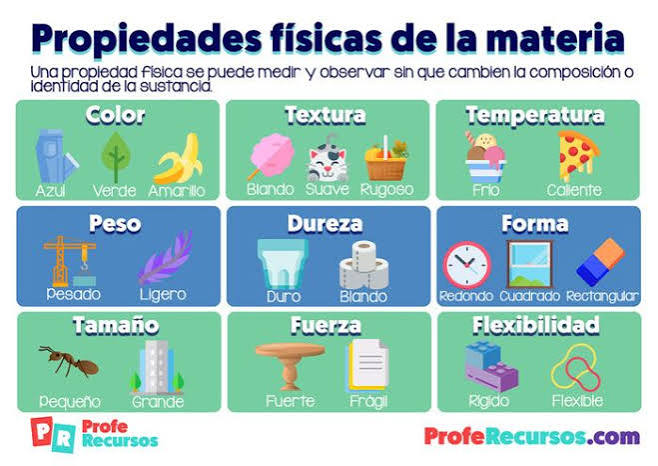 Propiedades físicas de la materia
Una propiedad física se puede medir y observar sin que cambien la composición o
identidad de la sustancia.
Color
Azul Verde Amarillo
Textura
Blando Suave Rugoso
Temperatura
Frío Caliente
Peso
Pesado Ligero
Dureza
Duro Blando
Forma
Redondo Cuadrado Rectangular
Tamaño
Pequeño Grande
Fuerza
Fuerte Frágil
Flexibilidad
Rígido Flexible
PR Profe
Recursos
ProfeRecursos.com